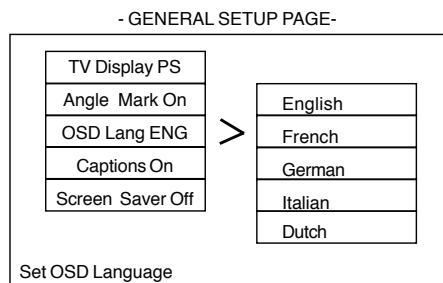 - GENERAL SETUP PAGE-
TV Display PS
Angle Mark On
OSD Lang ENG
Captions On
Screen Saver Off
>
English
French
German
Italian
Dutch
Set OSD Language